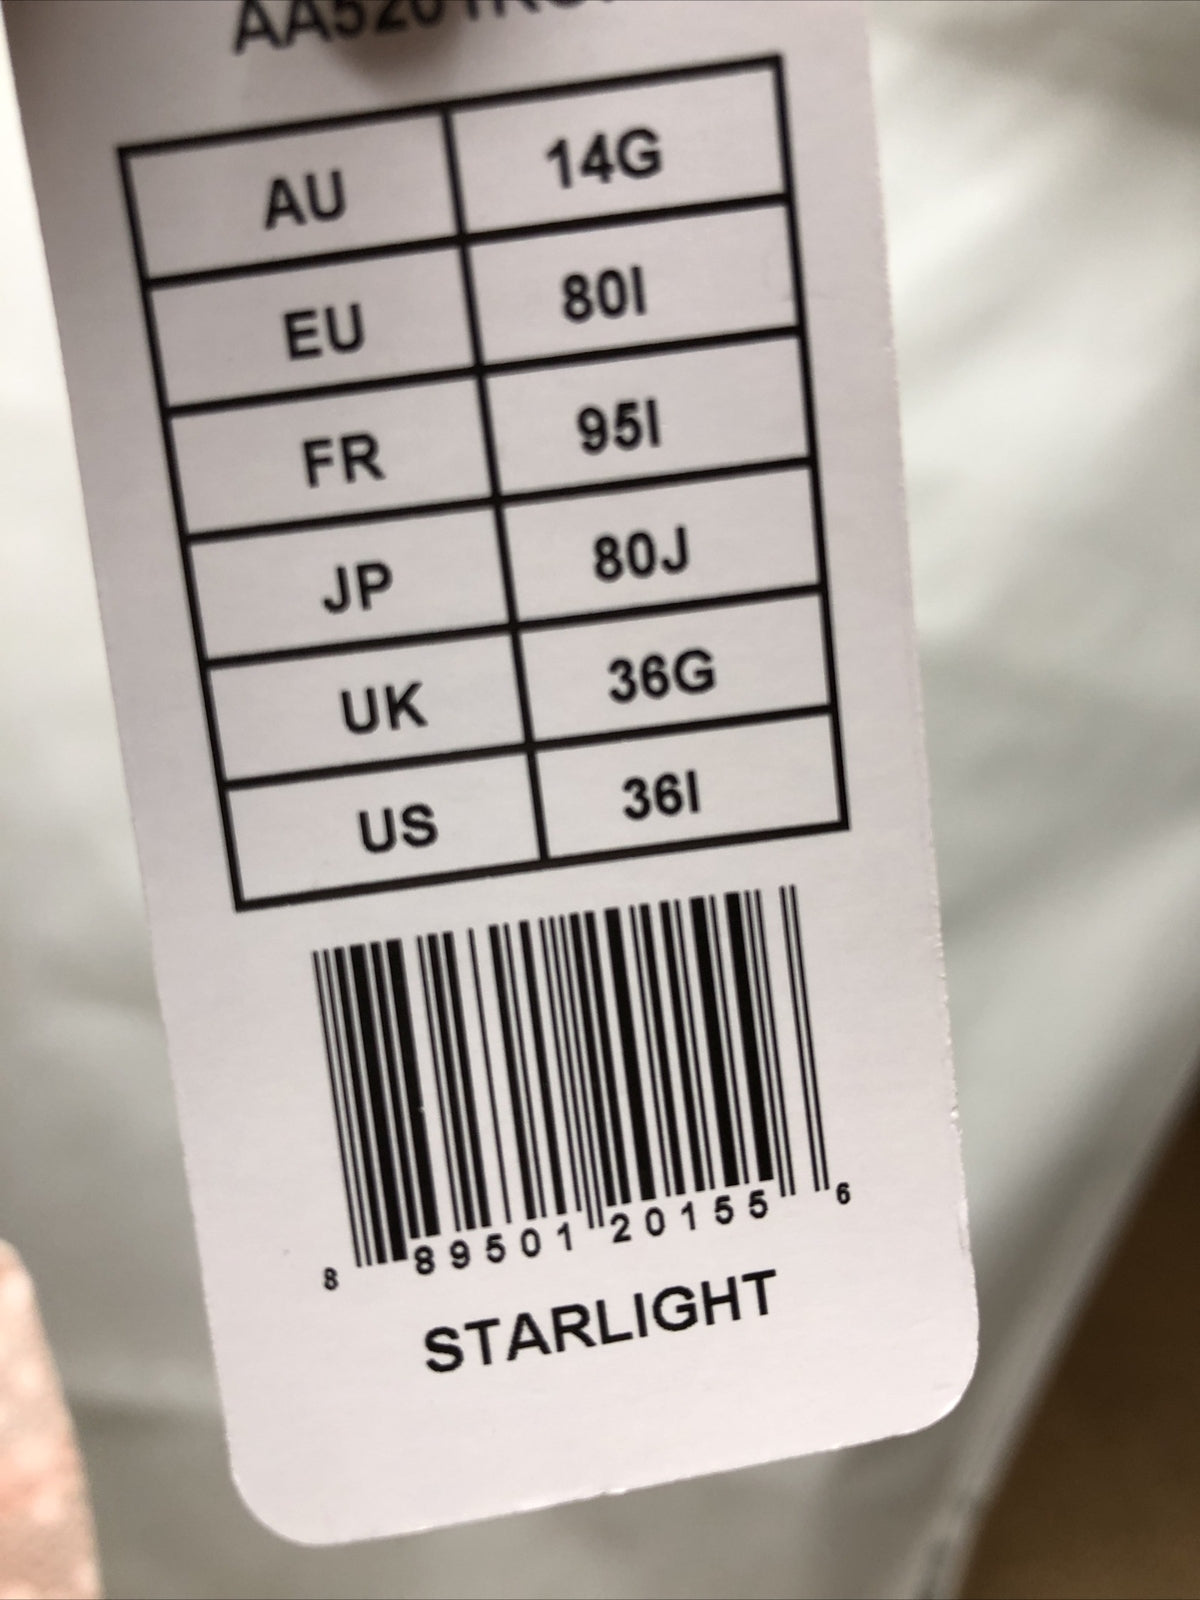 AU 14G
EU 80I
FR 95I
JP 80J
UK 36G
US 36I
8 89501 20155 6
STARLIGHT